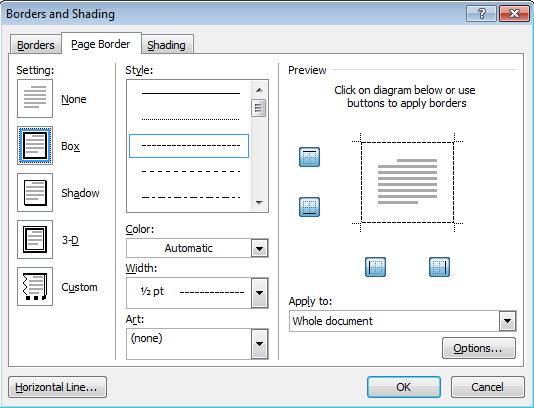 Borders and Shading
?
Borders
Page Border
Shading
Setting:
None
Box
Shadow
3-D
Custom
Style:
Color:
Automatic
Width:
½ pt
Art:
(none)
Preview
Click on diagram below or use
buttons to apply borders
Apply to:
Whole document
Options...
Horizontal Line...
OK
Cancel